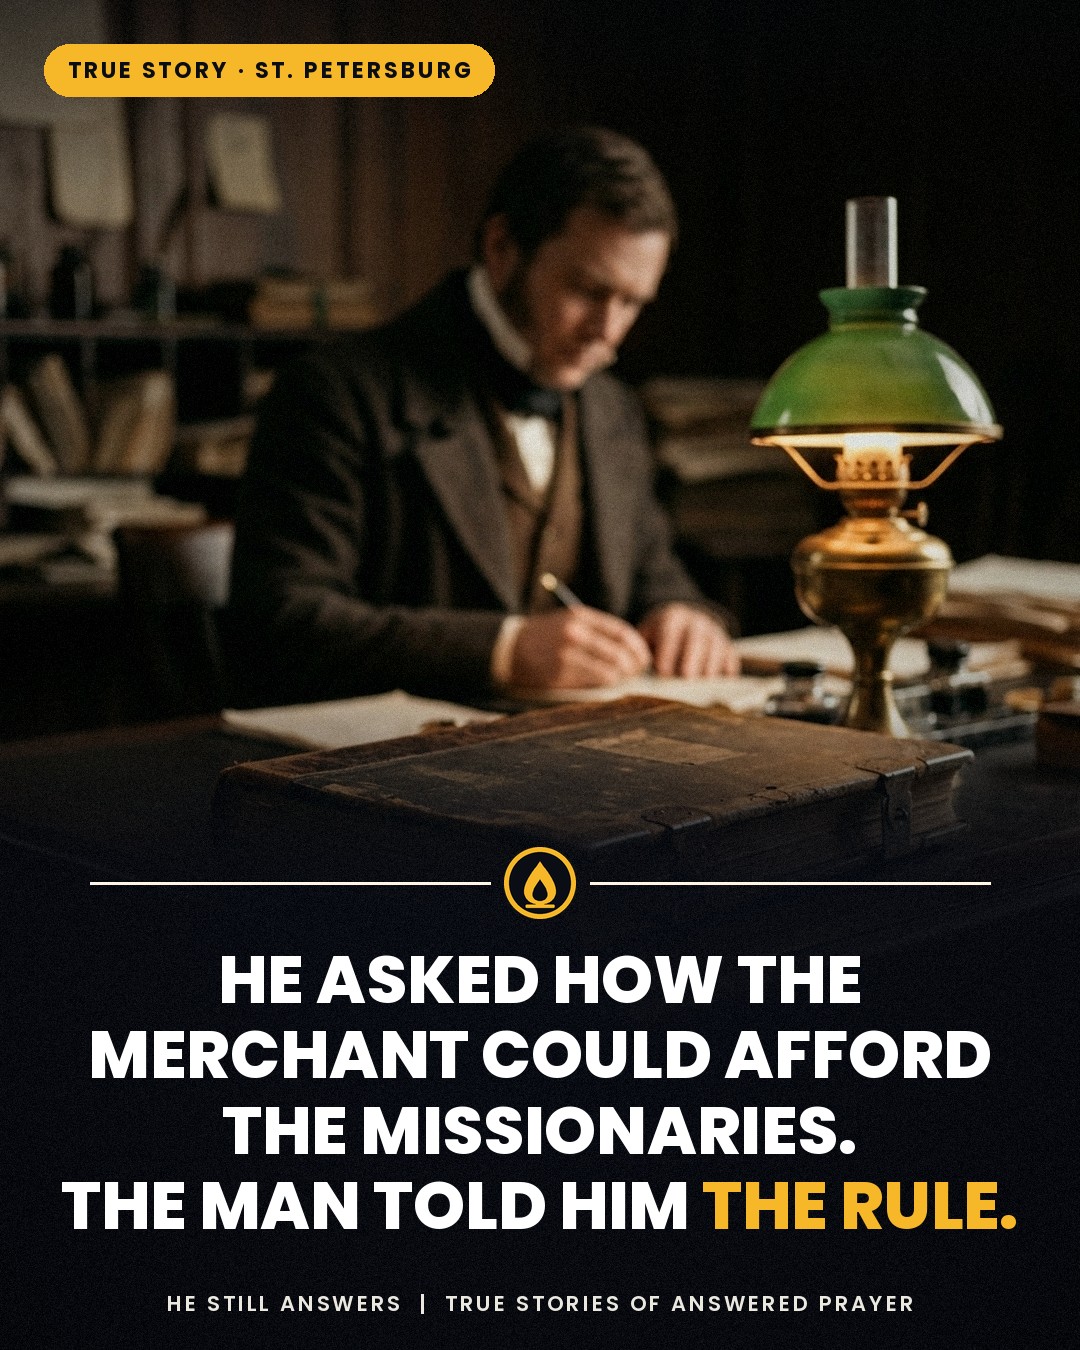 TRUE STORY · ST. PETERSBURG
HE ASKED HOW THE
MERCHANT COULD AFFORD
THE MISSIONARIES.
THE MAN TOLD HIM THE RULE.
HE STILL ANSWERS | TRUE STORIES OF ANSWERED PRAYER